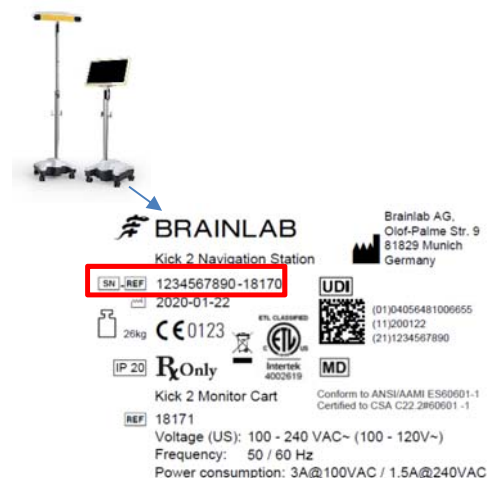 BRAINLAB
Brainlab AG,
Olof-Palme Str. 9
81829 Munich
Germany
Kick 2 Navigation Station
SN - REF 1234567890-18170
UDI
2020-01-22
(01)04056481006655
(11)200122
(21)1234567890
26kg
CE0123
ETL CLASSIFIED
ETL
C US
Intertek
4002619
IP 20
Rx Only
MD
Kick 2 Monitor Cart
Conform to ANSI/AAMI ES60601-1
Certified to CSA C22.2#60601 -1
REF 18171
Voltage (US): 100 - 240 VAC~ (100 - 120V~)
Frequency: 50 / 60 Hz
Power consumption: 3A@100VAC / 1.5A@240VAC